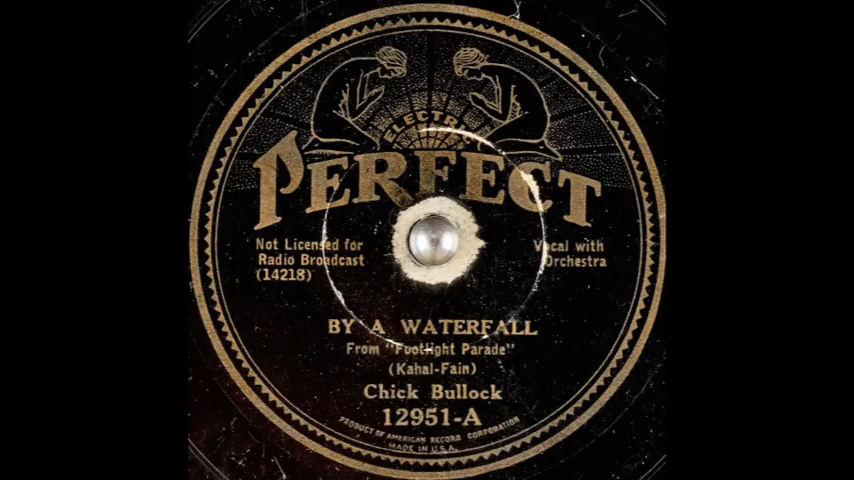 ELECTRIC
PERFECT
Not Licensed for
Radio Broadcast
(14218)
Vocal with
Orchestra
BY A WATERFALL
From "Footlight Parade"
(Kahal-Fain)
Chick Bullock
12951-A
PRODUCT OF AMERICAN RECORD CORPORATION
MADE IN U.S.A.